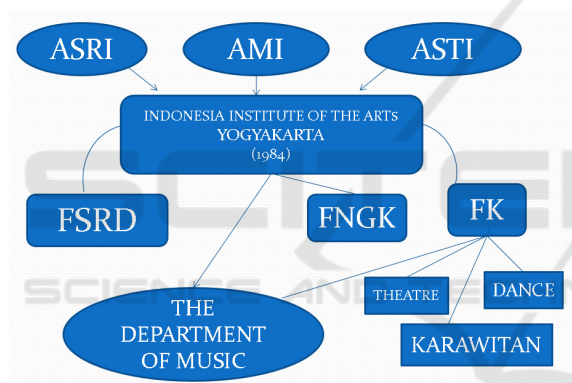 ASRI
AMI
ASTI
INDONESIA INSTITUTE OF THE ARTS
YOGYAKARTA
(1984)
FSRD
FNGK
FK
THE
DEPARTMENT
OF MUSIC
THEATRE
DANCE
KARAWITAN